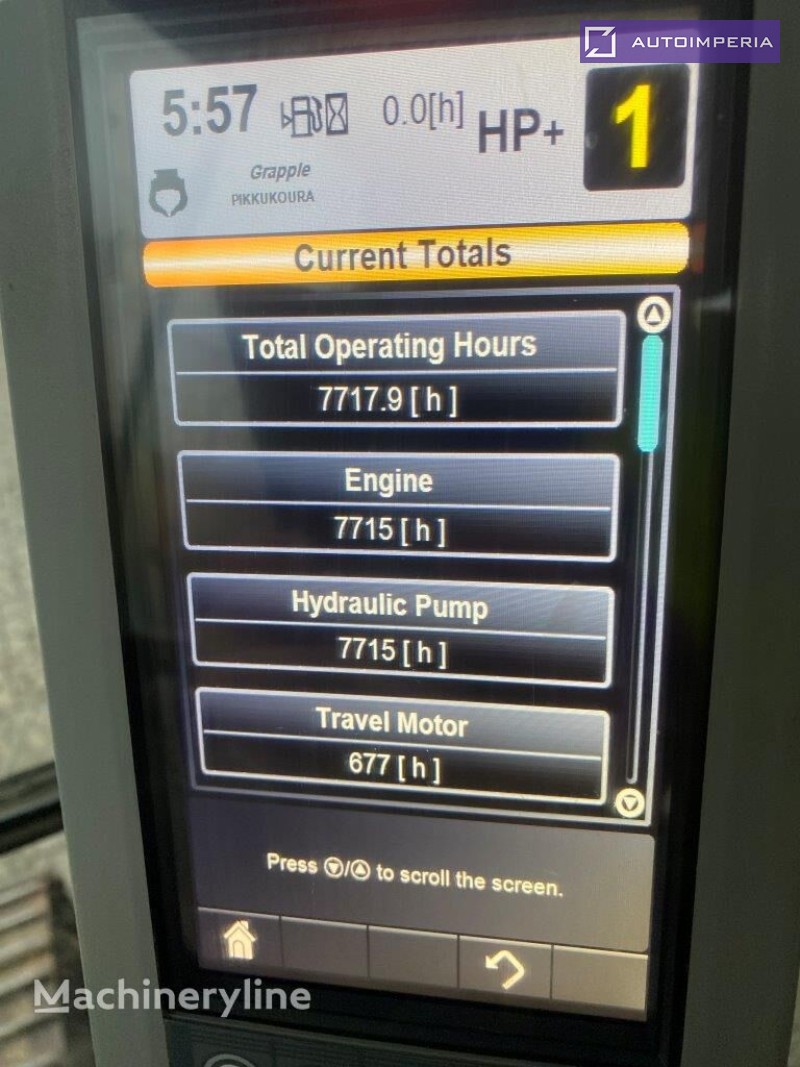 AUTOIMPERIA
5:57 0.0[h] HP+ 1
Grapple
PIKKUKOURA
Current Totals
Total Operating Hours
7717.9 [ h ]
Engine
7715 [ h ]
Hydraulic Pump
7715 [ h ]
Travel Motor
677 [ h ]
Press ▼/▲ to scroll the screen.
Machineryline